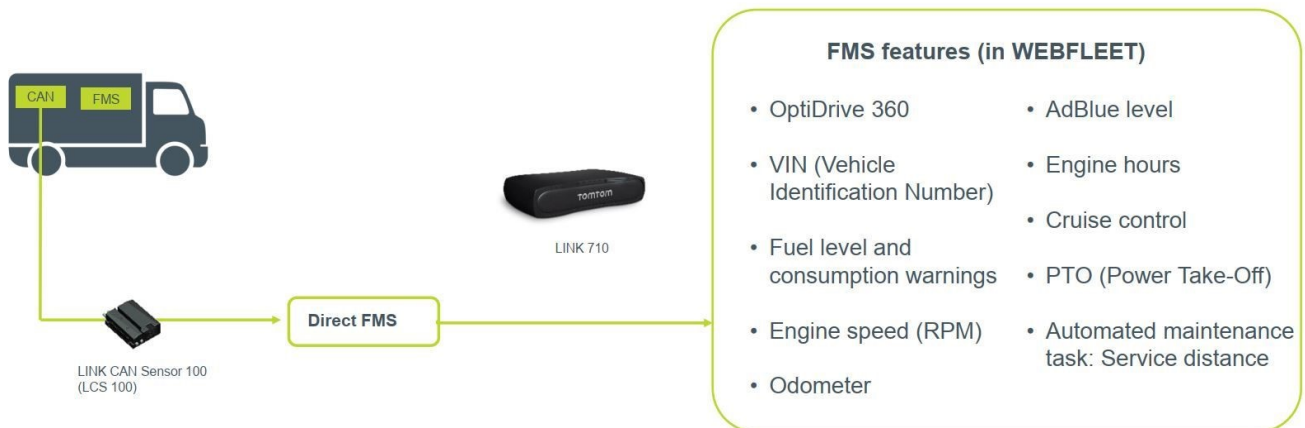 CAN
FMS
TOMTOM
LINK 710
LINK CAN Sensor 100
(LCS 100)
Direct FMS
FMS features (in WEBFLEET)
• OptiDrive 360
• VIN (Vehicle
Identification Number)
• Fuel level and
consumption warnings
• Engine speed (RPM)
• Odometer
• AdBlue level
• Engine hours
• Cruise control
• PTO (Power Take-Off)
• Automated maintenance
task: Service distance